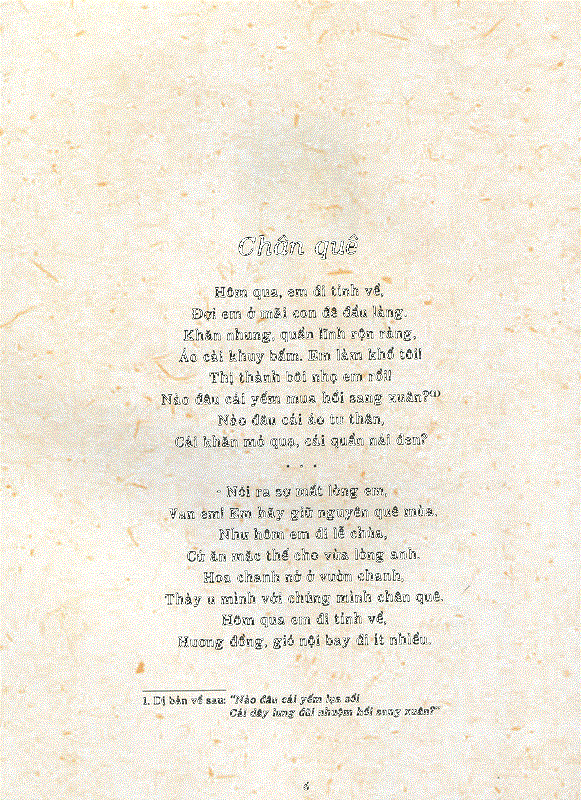 Chân quê
Hôm qua, em đi tỉnh về,
Đợi em ở mãi con đê đầu làng.
Khăn nhung, quần lĩnh rộn ràng,
Áo cài khuy bấm. Em làm khổ tôi!
Thị thành bôi nhọ em rồi!
Nào đâu cái yếm mua hồi sang xuân?⁽¹⁾
Nào đâu cái áo tứ thân,
Cái khăn mỏ quạ, cái quần nái đen?
. . .
Nói ra sợ mất lòng em,
Van em! Em hãy giữ nguyên quê mùa,
Như hôm em đi lễ chùa,
Cứ ăn mặc thế cho vừa lòng anh.
Hoa chanh nở ở vườn chanh,
Thầy u mình với chúng mình chân quê.
Hôm qua em đi tỉnh về,
Hương đồng, gió nội bay đi ít nhiều.
1. Dị bản về sau: "Nào đâu cái yếm lụa sồi
Cái dây lưng đũi nhuộm hồi sang xuân?"